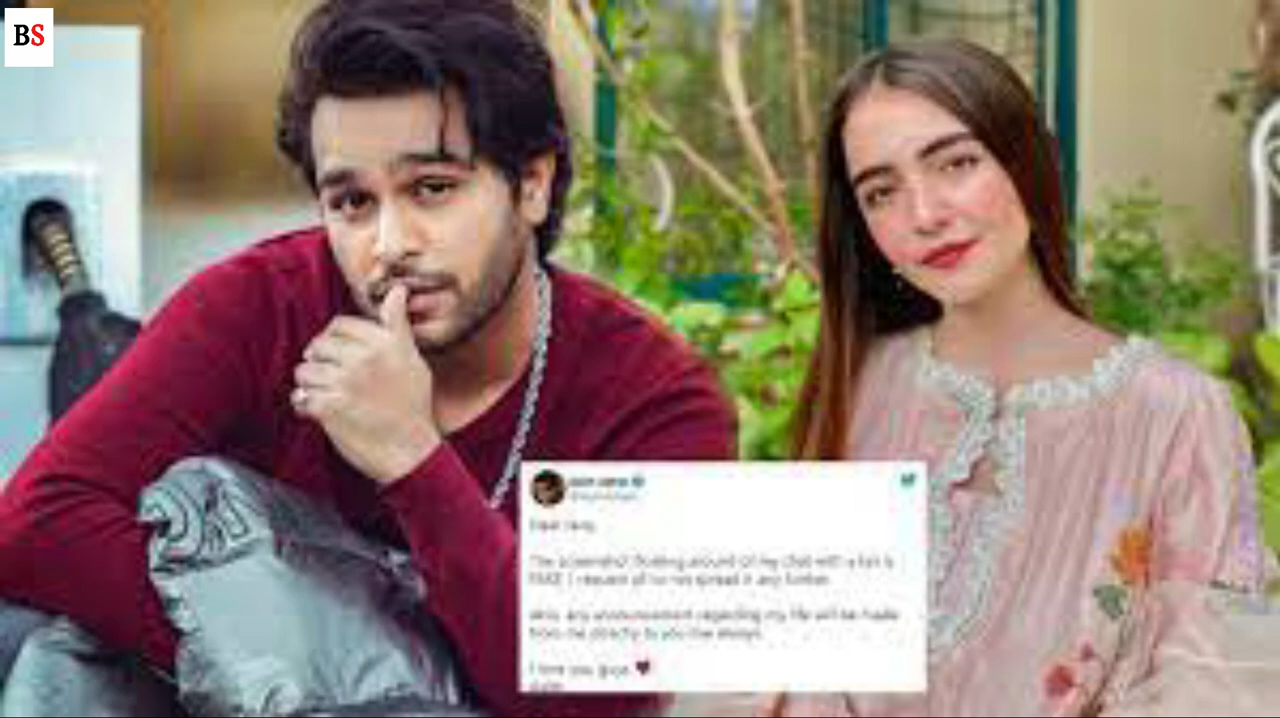 BS
Dear fans,
The screenshot floating around of my chat with a fan is
FAKE. I request all to not spread it any further.
Also, any announcement regarding my life will be made
from me directly to you like always.
I love you guys